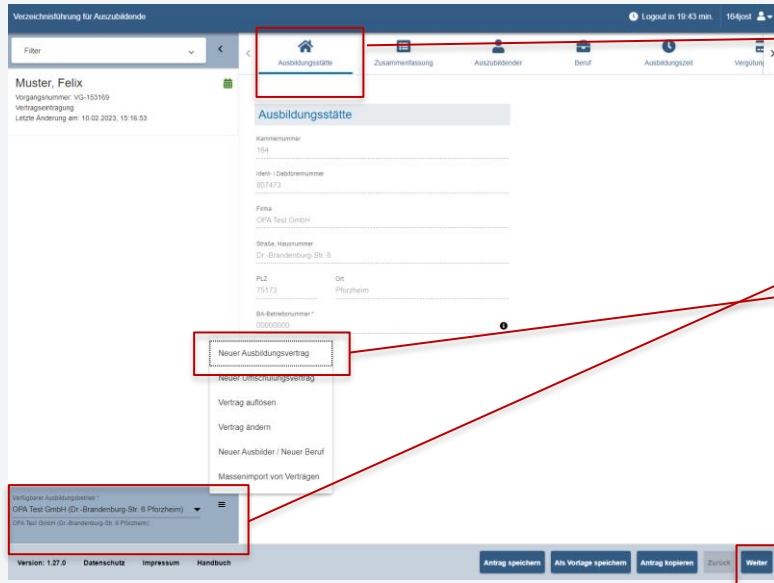 Verzeichnisführung für Auszubildende
Logout in 19:43 min.
164jost
Filter
Ausbildungsstätte
Zusammenfassung
Auszubildender
Beruf
Ausbildungszeit
Vergütung
Muster, Felix
Vorgangsnummer: VG-153169
Vertragseintragung
Letzte Änderung am: 10.02.2023, 15:16:53
Ausbildungsstätte
Kammernummer
164
Ident- / Debitorennummer
807473
Firma
OPA Test GmbH
Straße, Hausnummer
Dr.-Brandenburg-Str. 6
PLZ Ort
75173 Pforzheim
BA-Betriebsnummer *
00000000
Neuer Ausbildungsvertrag
Neuer Umschulungsvertrag
Vertrag auflösen
Vertrag ändern
Neuer Ausbilder / Neuer Beruf
Massenimport von Verträgen
Verfügbarer Ausbildungsbetrieb *
OPA Test GmbH (Dr.-Brandenburg-Str. 6 Pforzheim)
OPA Test GmbH (Dr.-Brandenburg-Str. 6 Pforzheim)
Version: 1.27.0 Datenschutz Impressum Handbuch
Antrag speichern Als Vorlage speichern Antrag kopieren Zurück Weiter